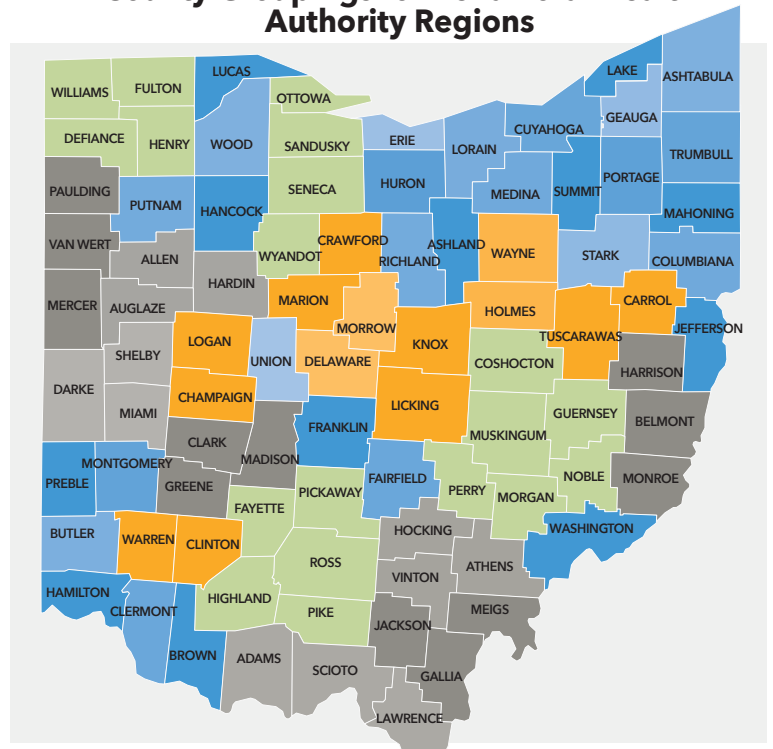 Authority Regions
LUCAS
LAKE
ASHTABULA
WILLIAMS
FULTON
OTTOWA
GEAUGA
DEFIANCE
HENRY
WOOD
SANDUSKY
ERIE
LORAIN
CUYAHOGA
TRUMBULL
PAULDING
PUTNAM
HANCOCK
SENECA
HURON
MEDINA
SUMMIT
PORTAGE
MAHONING
VAN WERT
ALLEN
WYANDOT
CRAWFORD
RICHLAND
ASHLAND
WAYNE
STARK
COLUMBIANA
MERCER
AUGLAZE
HARDIN
MARION
MORROW
KNOX
HOLMES
TUSCARAWAS
CARROL
JEFFERSON
SHELBY
LOGAN
UNION
DELAWARE
COSHOCTON
HARRISON
DARKE
MIAMI
CHAMPAIGN
LICKING
GUERNSEY
BELMONT
CLARK
MADISON
FRANKLIN
MUSKINGUM
PREBLE
MONTGOMERY
GREENE
FAYETTE
PICKAWAY
FAIRFIELD
PERRY
MORGAN
NOBLE
MONROE
BUTLER
WARREN
CLINTON
ROSS
HOCKING
ATHENS
WASHINGTON
HAMILTON
CLERMONT
HIGHLAND
PIKE
VINTON
MEIGS
BROWN
ADAMS
SCIOTO
JACKSON
GALLIA
LAWRENCE